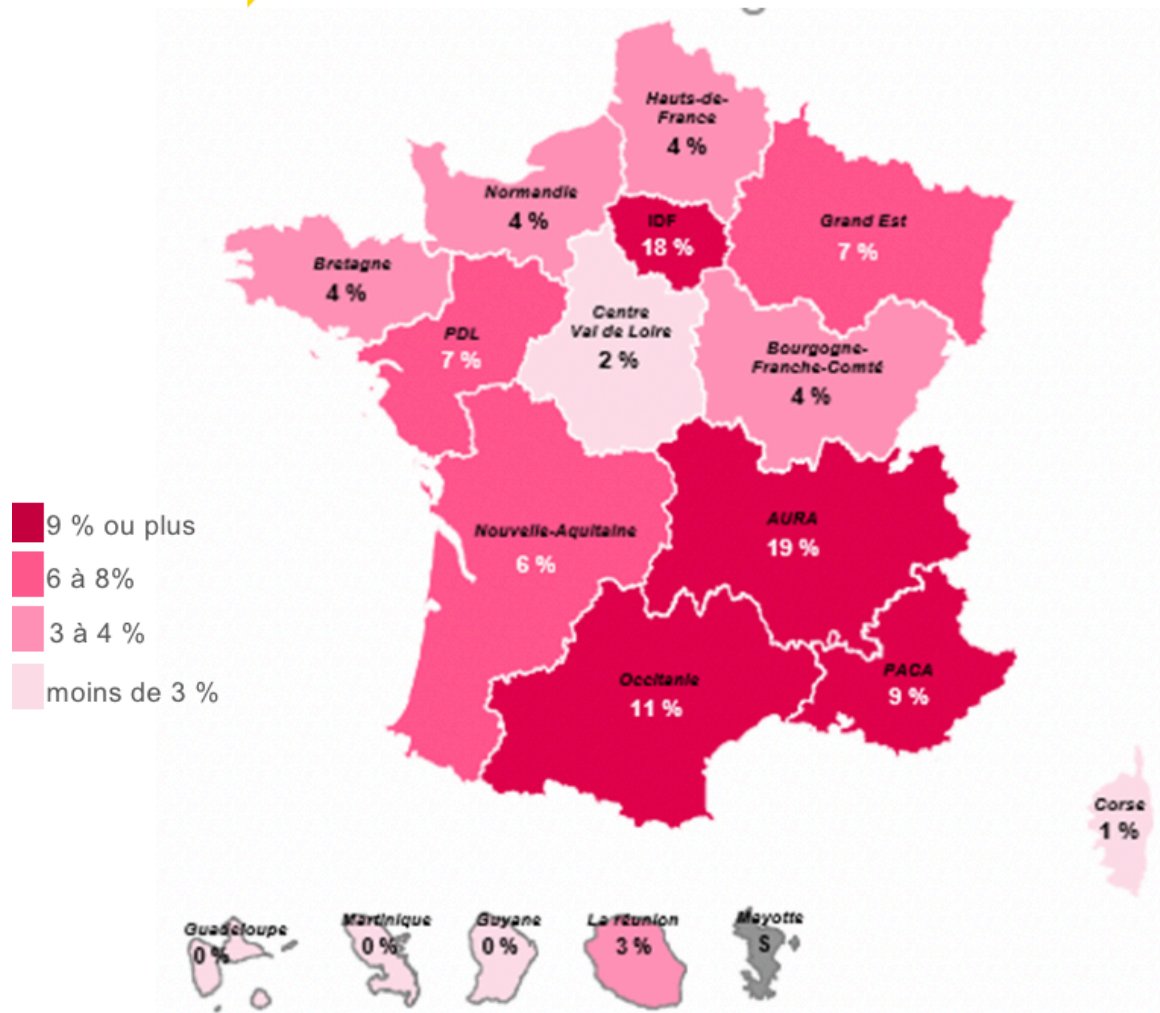 Hauts-de-
France
4 %
Normandie
4 %
IDF
18 %
Grand Est
7 %
Bretagne
4 %
PDL
7 %
Centre
Val de Loire
2 %
Bourgogne-
Franche-Comté
4 %
9 % ou plus
6 à 8%
3 à 4 %
moins de 3 %
Nouvelle-Aquitaine
6 %
AURA
19 %
Occitanie
11 %
PACA
9 %
Corse
1 %
Guadeloupe
0 %
Martinique
0 %
Guyane
0 %
La réunion
3 %
Mayotte
S